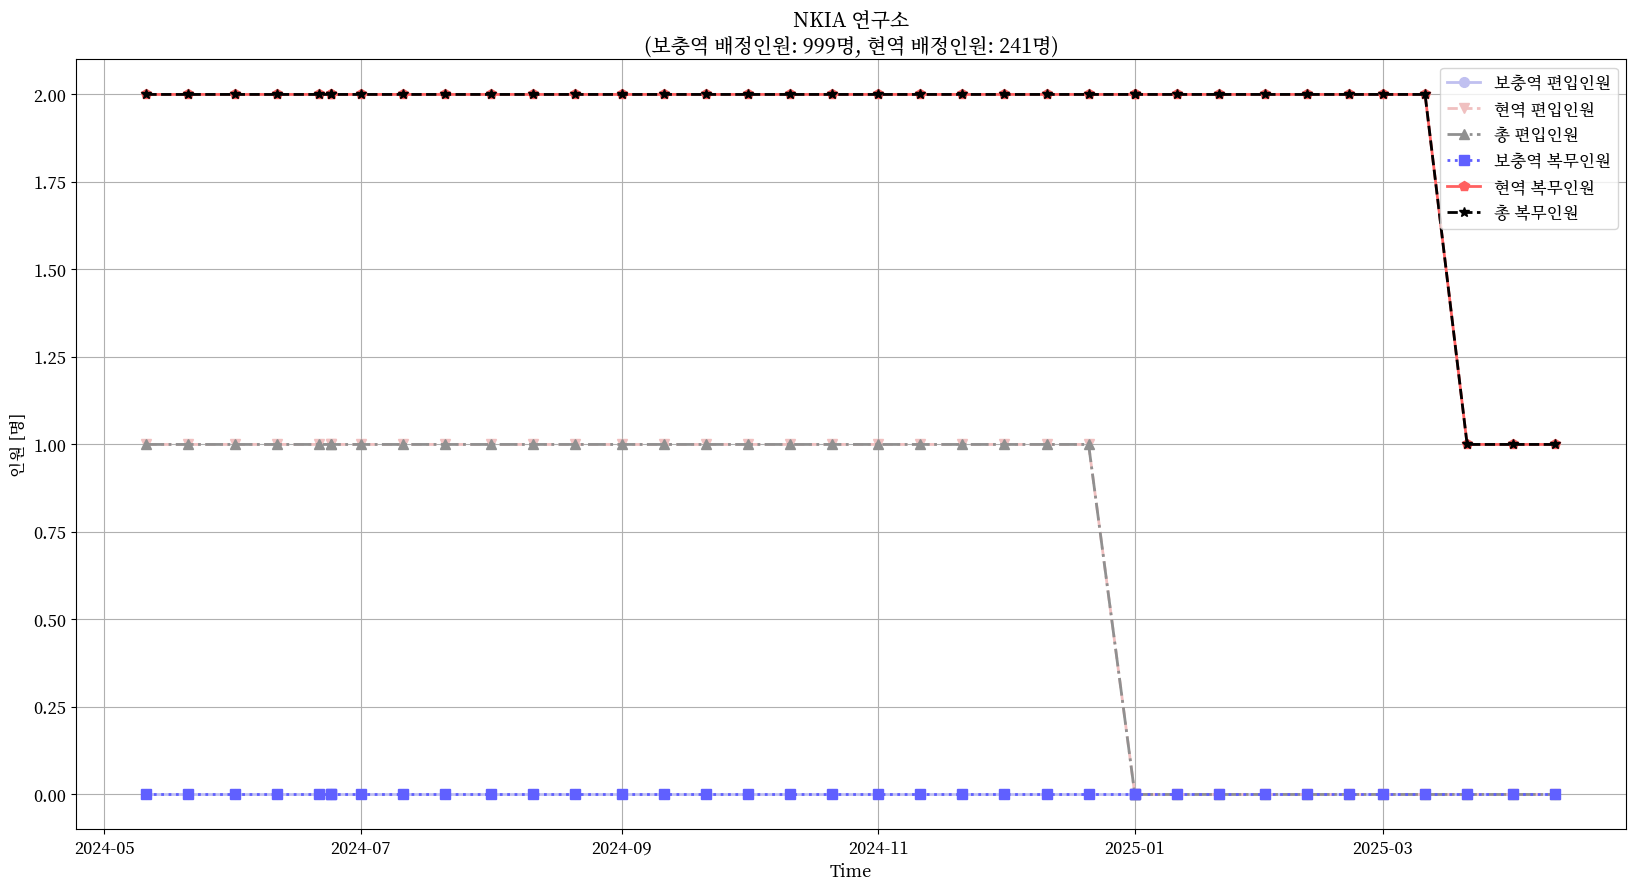 NKIA 연구소
(보충역 배정인원: 999명, 현역 배정인원: 241명)
보충역 편입인원
현역 편입인원
총 편입인원
보충역 복무인원
현역 복무인원
총 복무인원
2.00
1.75
1.50
1.25
1.00
0.75
0.50
0.25
0.00
인원 [명]
2024-05
2024-07
2024-09
2024-11
2025-01
2025-03
Time